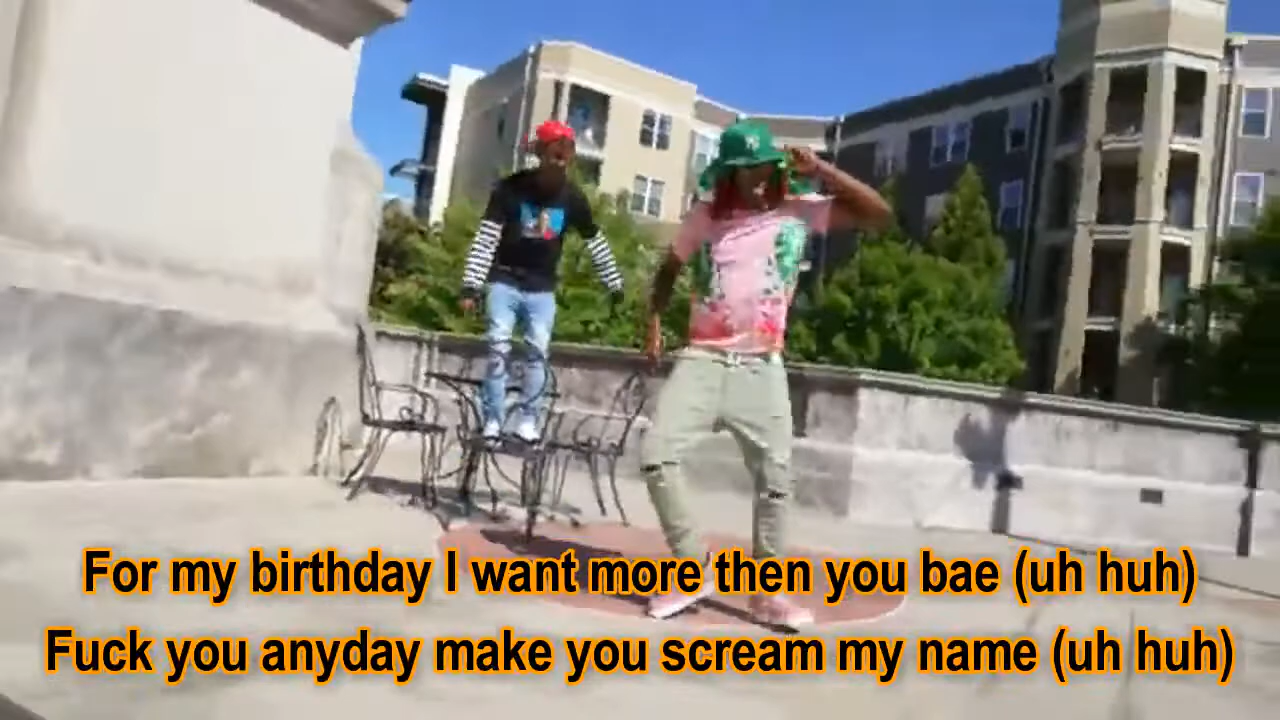 For my birthday I want more then you bae (uh huh)
Fuck you anyday make you scream my name (uh huh)